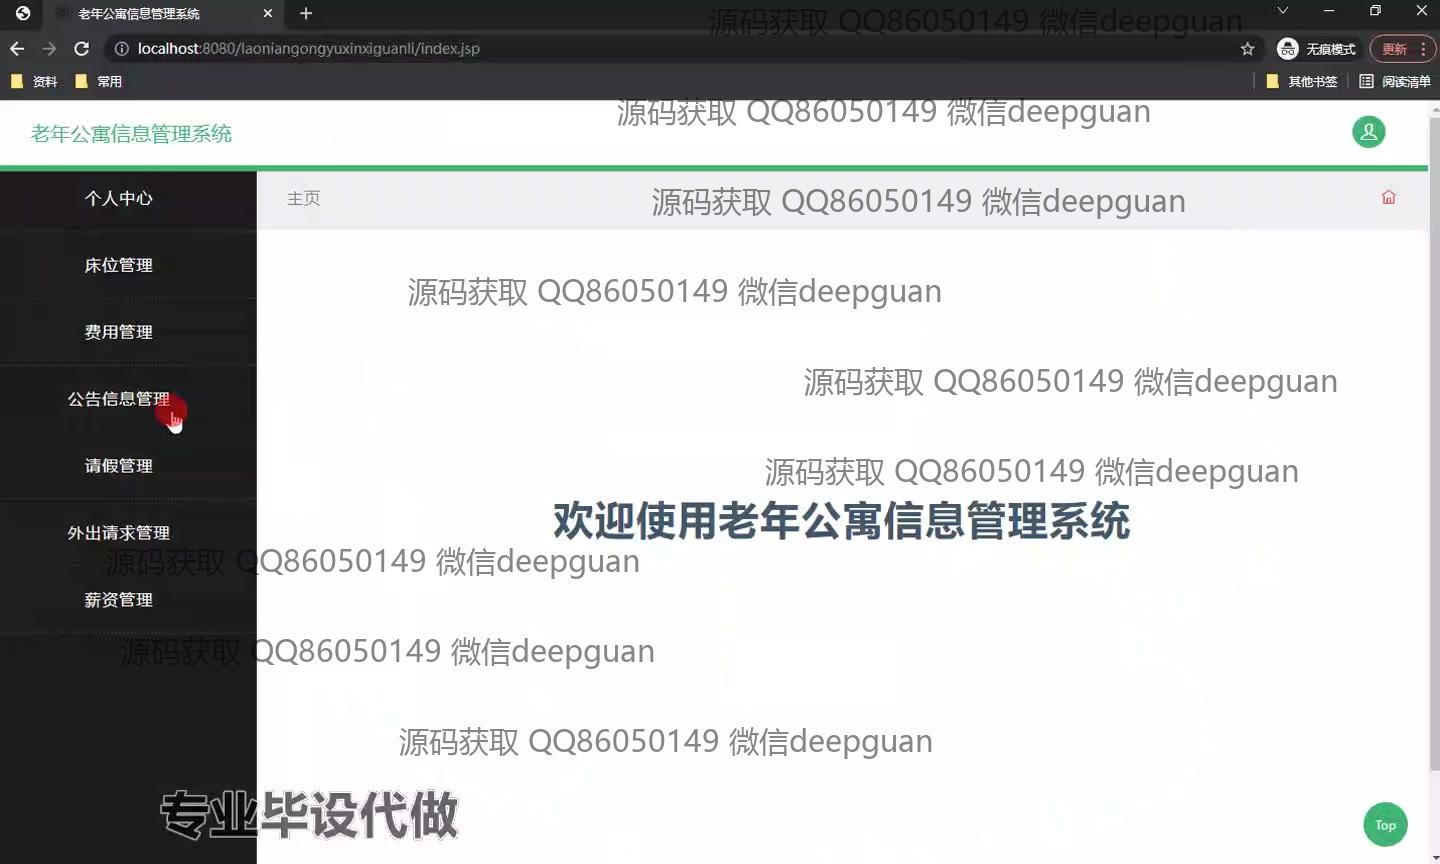 老年公寓信息管理系统
源码获取 QQ86050149 微信deepguan
localhost:8080/laoniangongyuxinxiguanli/index.jsp
无痕模式
更新
资料
常用
其他书签
阅读清单
源码获取 QQ86050149 微信deepguan
老年公寓信息管理系统
个人中心
主页
源码获取 QQ86050149 微信deepguan
床位管理
源码获取 QQ86050149 微信deepguan
费用管理
源码获取 QQ86050149 微信deepguan
公告信息管理
请假管理
源码获取 QQ86050149 微信deepguan
欢迎使用老年公寓信息管理系统
外出请求管理
源码获取 QQ86050149 微信deepguan
薪资管理
源码获取 QQ86050149 微信deepguan
源码获取 QQ86050149 微信deepguan
专业毕设代做
Top